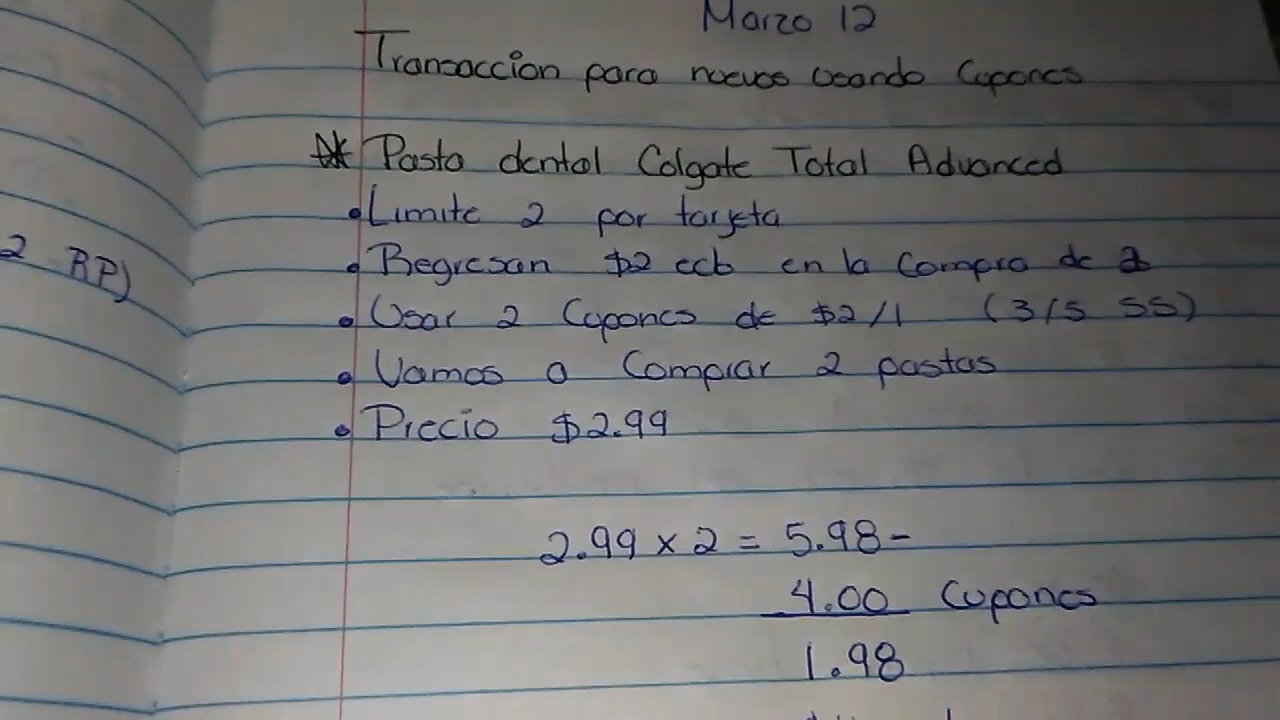 Marzo 12
Transaccion para nuevos usando Cupones
Pasta dental Colgate Total Advanced
•Limite 2 por tarjeta
2 RP)
• Regresan $2 ecb en la compra de
• Usar 2 Cupones de $2/1 (3/5 SS)
• Vamos a Comprar 2 pastas
• Precio $2.99
2.99 x 2 = 5.98-
4.00 Cupones
1.98